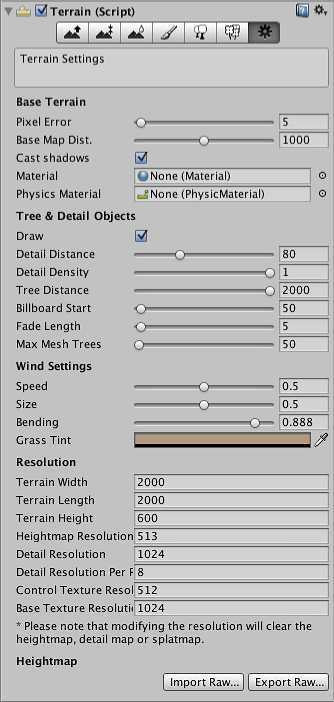 Terrain (Script)
Terrain Settings
Base Terrain
Pixel Error 5
Base Map Dist. 1000
Cast shadows
Material None (Material)
Physics Material None (PhysicMaterial)
Tree & Detail Objects
Draw
Detail Distance 80
Detail Density 1
Tree Distance 2000
Billboard Start 50
Fade Length 5
Max Mesh Trees 50
Wind Settings
Speed 0.5
Size 0.5
Bending 0.888
Grass Tint
Resolution
Terrain Width 2000
Terrain Length 2000
Terrain Height 600
Heightmap Resolution 513
Detail Resolution 1024
Detail Resolution Per P 8
Control Texture Resol 512
Base Texture Resolutio 1024
* Please note that modifying the resolution will clear the
heightmap, detail map or splatmap.
Heightmap
Import Raw... Export Raw...